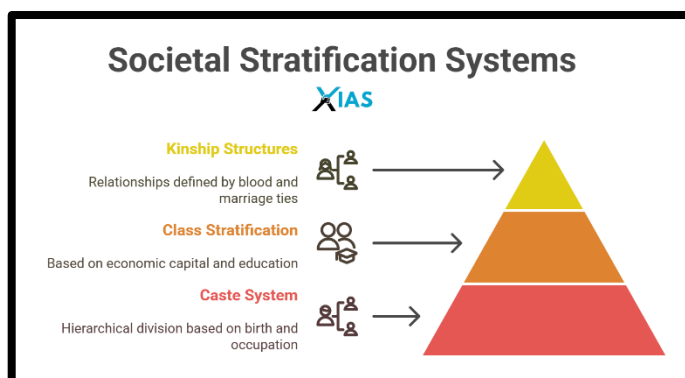 Societal Stratification Systems
XIAS
Kinship Structures
Relationships defined by blood and
marriage ties
Class Stratification
Based on economic capital and education
Caste System
Hierarchical division based on birth and
occupation